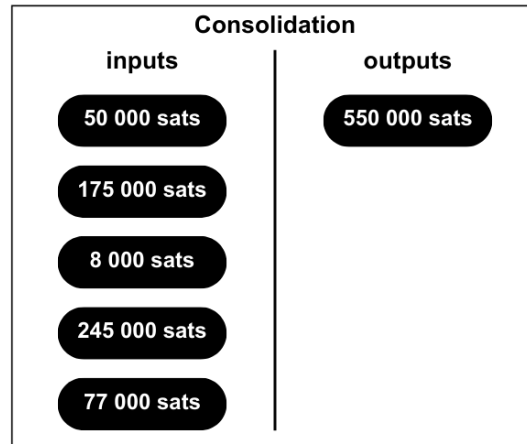 Consolidation
inputs
outputs
50 000 sats
550 000 sats
175 000 sats
8 000 sats
245 000 sats
77 000 sats